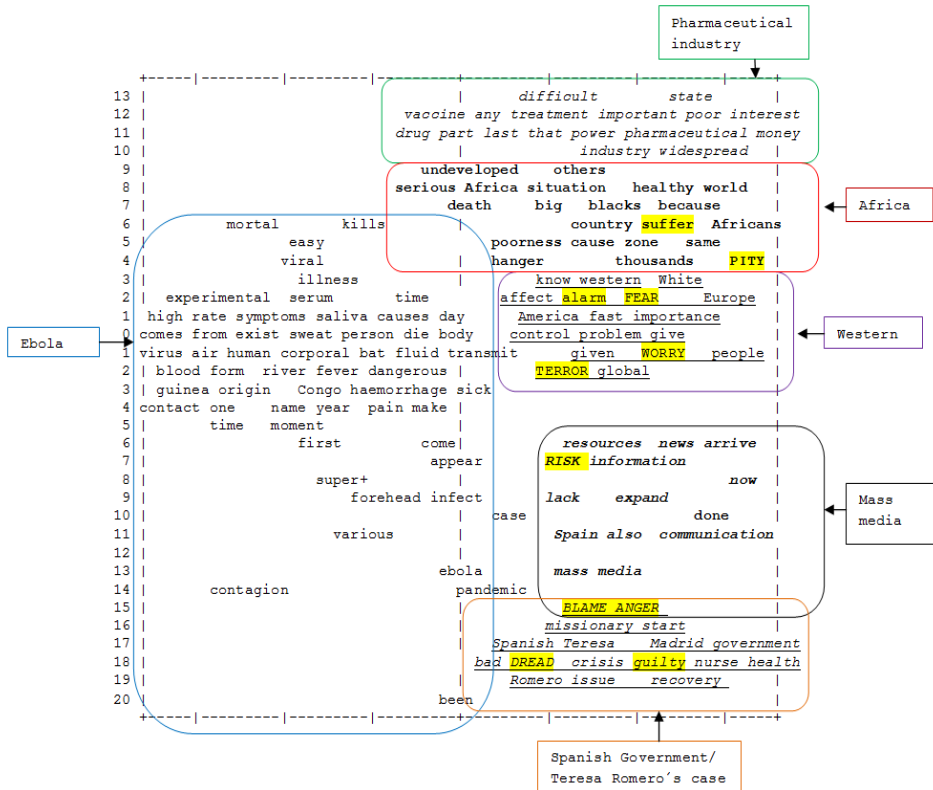 Pharmaceutical
industry
+-----|---------|---------|---------+---------|---------|---------|-----+
13 | difficult state |
12 | vaccine any treatment important poor interest
11 | drug part last that power pharmaceutical money
10 | industry widespread |
9 | undeveloped others |
8 | serious Africa situation healthy world
7 | death big blacks because |
6 | mortal kills country suffer Africans
5 | easy poorness cause zone same |
4 | viral hanger thousands PITY |
3 | illness know western White |
2 | experimental serum time affect alarm FEAR Europe |
1 | high rate symptoms saliva causes day America fast importance |
0 comes from exist sweat person die body control problem give |
1 virus air human corporal bat fluid transmit given WORRY people |
2 | blood form river fever dangerous TERROR global |
3 | guinea origin Congo haemorrhage sick |
4 contact one name year pain make |
5 | time moment |
6 | first come| resources news arrive |
7 | appear RISK information |
8 | super+ | now |
9 | forehead infect lack expand |
10 | case done |
11 | various | Spain also communication
12 | | |
13 | ebola mass media |
14 | contagion pandemic |
15 | | BLAME ANGER |
16 | | missionary start |
17 | Spanish Teresa Madrid government
18 | bad DREAD crisis guilty nurse health
19 | | Romero issue recovery |
20 | been |
+-----|---------|---------|---------+---------|---------|---------|-----+
Africa
Western
Ebola
Mass
media
Spanish Government/
Teresa Romero´s case